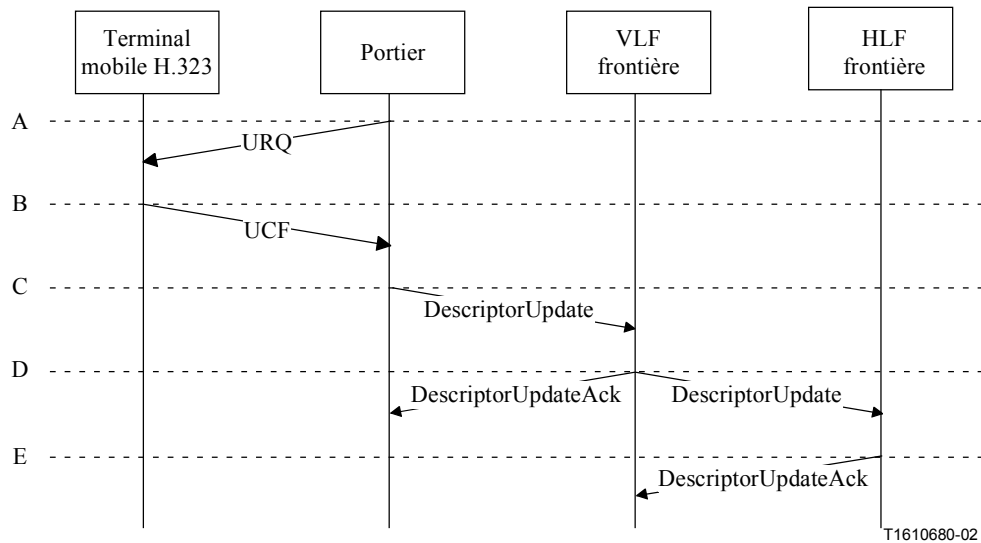 Terminal
mobile H.323
Portier
VLF
frontière
HLF
frontière
A
URQ
B
UCF
C
DescriptorUpdate
D
DescriptorUpdateAck
DescriptorUpdate
E
DescriptorUpdateAck
T1610680-02